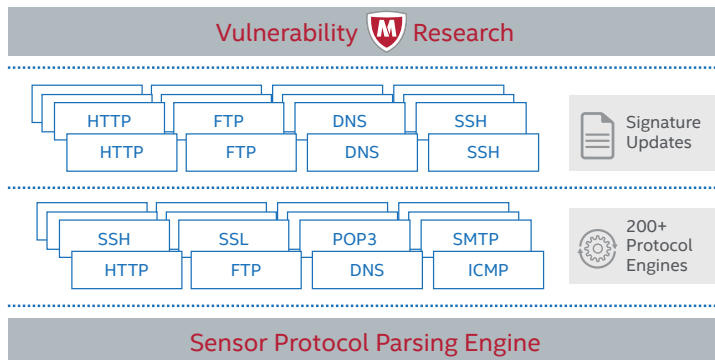 Vulnerability M Research
HTTP FTP DNS SSH
HTTP FTP DNS SSH
Signature
Updates
SSH SSL POP3 SMTP
HTTP FTP DNS ICMP
200+
Protocol
Engines
Sensor Protocol Parsing Engine